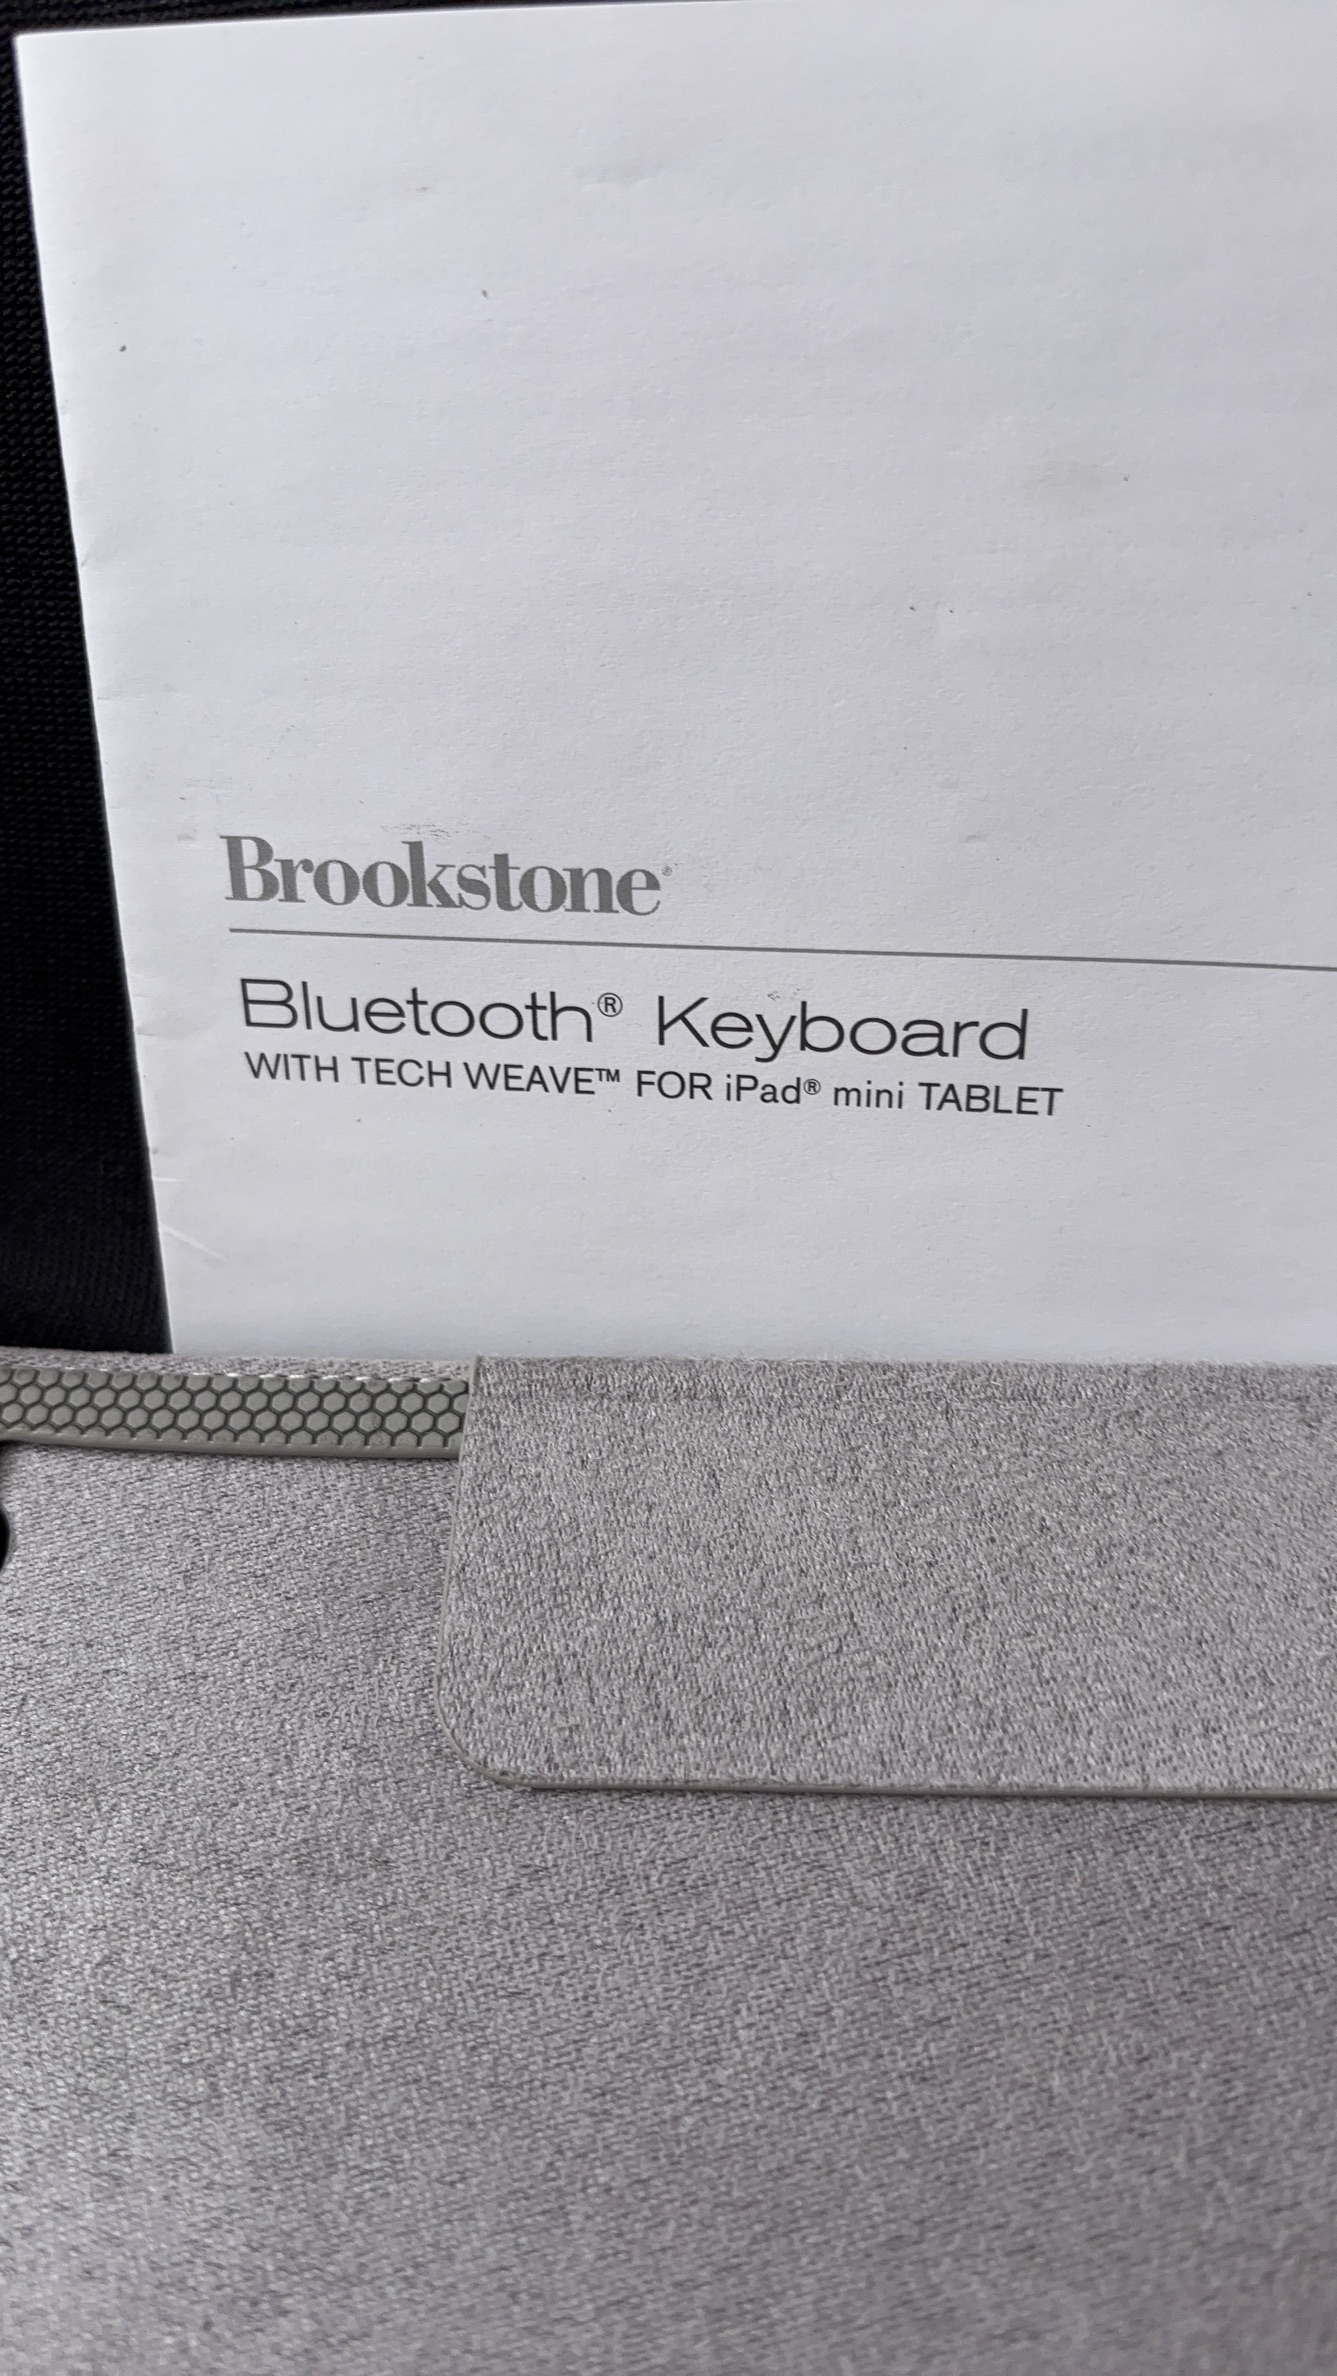 Brookstone®
Bluetooth® Keyboard
WITH TECH WEAVE™ FOR iPad® mini TABLET